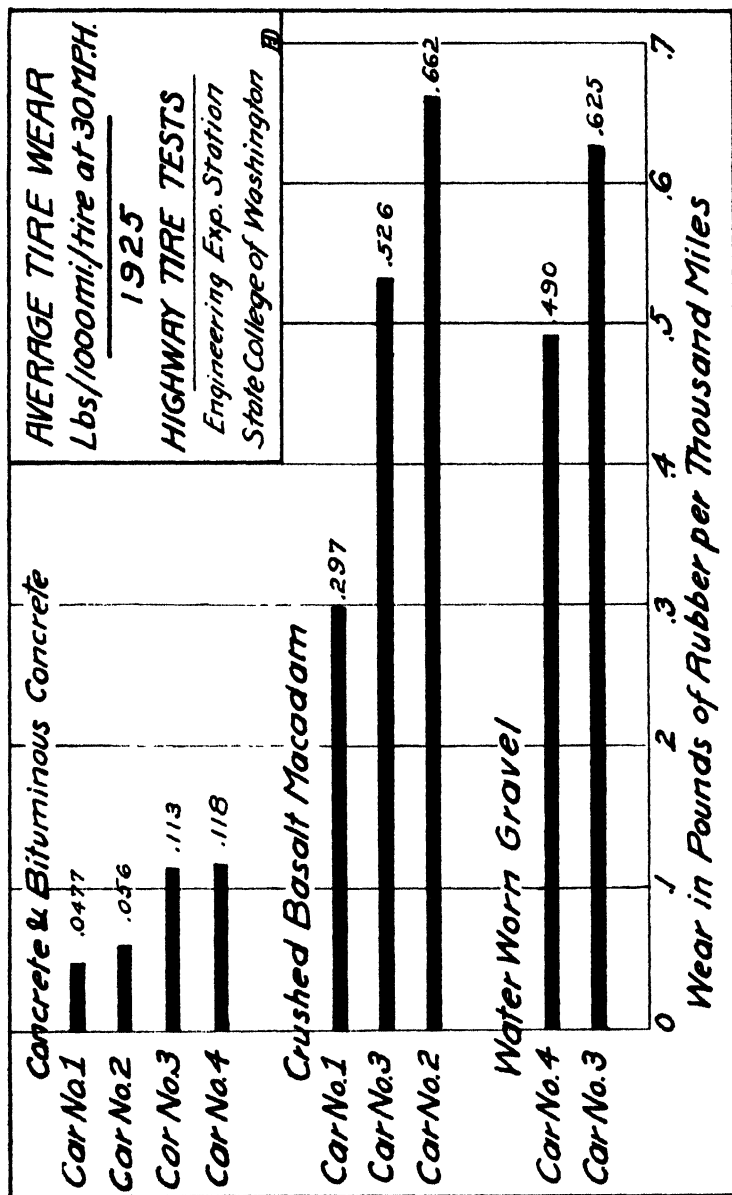 AVERAGE TIRE WEAR
Lbs/1000mi./tire at 30 M.P.H.
1925
HIGHWAY TIRE TESTS
Engineering Exp. Station
State College of Washington
Concrete & Bituminous Concrete
Car No.1 .0477
Car No.2 .056
Car No.3 .113
Car No.4 .118
Crushed Basalt Macadam
Car No.1 .297
Car No.3 .526
Car No.2 .662
Water Worn Gravel
Car No.4 .490
Car No.3 .625
0 .1 .2 .3 .4 .5 .6 .7
Wear in Pounds of Rubber per Thousand Miles